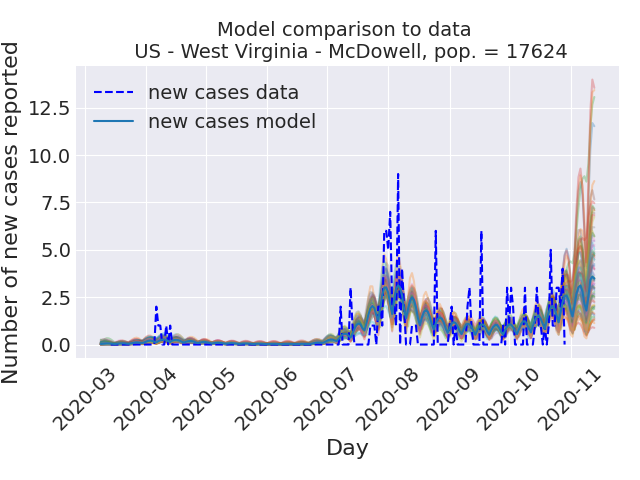 Model comparison to data
US - West Virginia - McDowell, pop. = 17624
new cases data
new cases model
Number of new cases reported
12.5
10.0
7.5
5.0
2.5
0.0
2020-03
2020-04
2020-05
2020-06
2020-07
2020-08
2020-09
2020-10
2020-11
Day